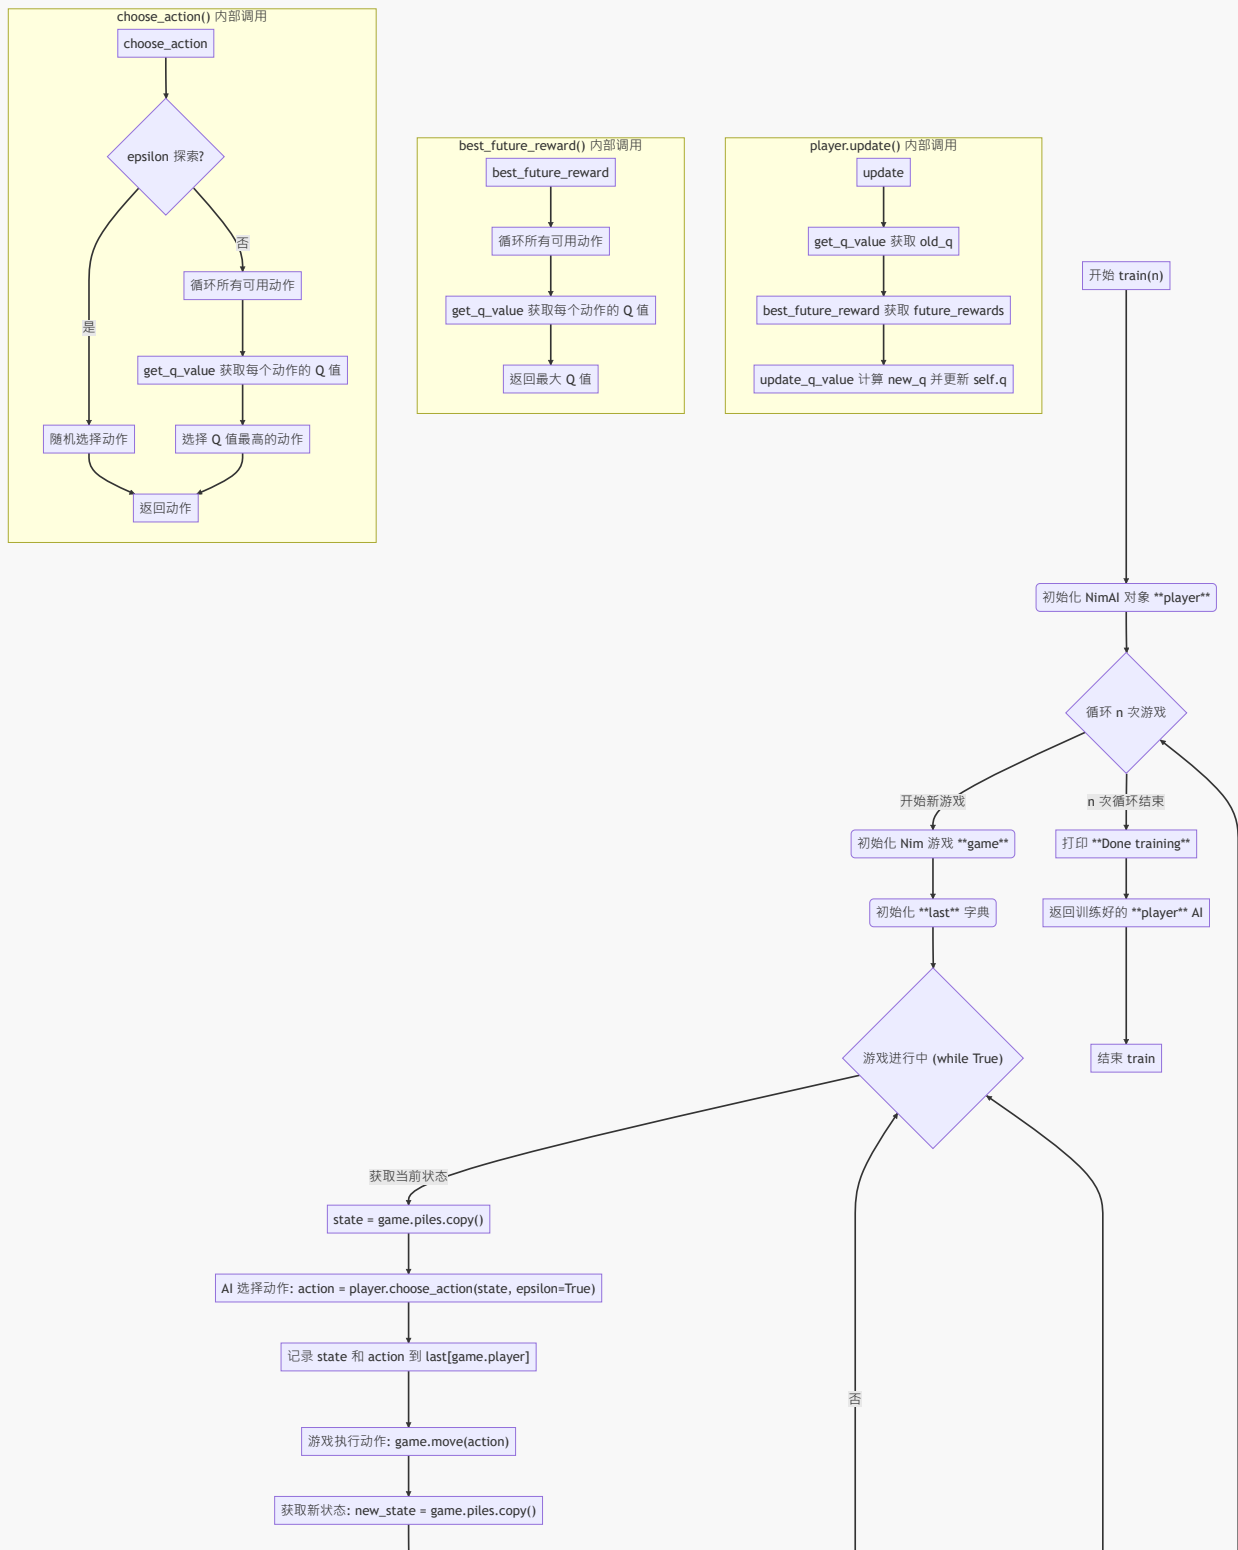 choose_action() 内部调用
choose_action
epsilon 探索?
否
循环所有可用动作
是
get_q_value 获取每个动作的 Q 值
随机选择动作
选择 Q 值最高的动作
返回动作
best_future_reward() 内部调用
best_future_reward
循环所有可用动作
get_q_value 获取每个动作的 Q 值
返回最大 Q 值
player.update() 内部调用
update
get_q_value 获取 old_q
best_future_reward 获取 future_rewards
update_q_value 计算 new_q 并更新 self.q
开始 train(n)
初始化 NimAI 对象 **player**
循环 n 次游戏
开始新游戏
n 次循环结束
初始化 Nim 游戏 **game**
打印 **Done training**
初始化 **last** 字典
返回训练好的 **player** AI
游戏进行中 (while True)
结束 train
获取当前状态
state = game.piles.copy()
AI 选择动作: action = player.choose_action(state, epsilon=True)
记录 state 和 action 到 last[game.player]
否
游戏执行动作: game.move(action)
获取新状态: new_state = game.piles.copy()